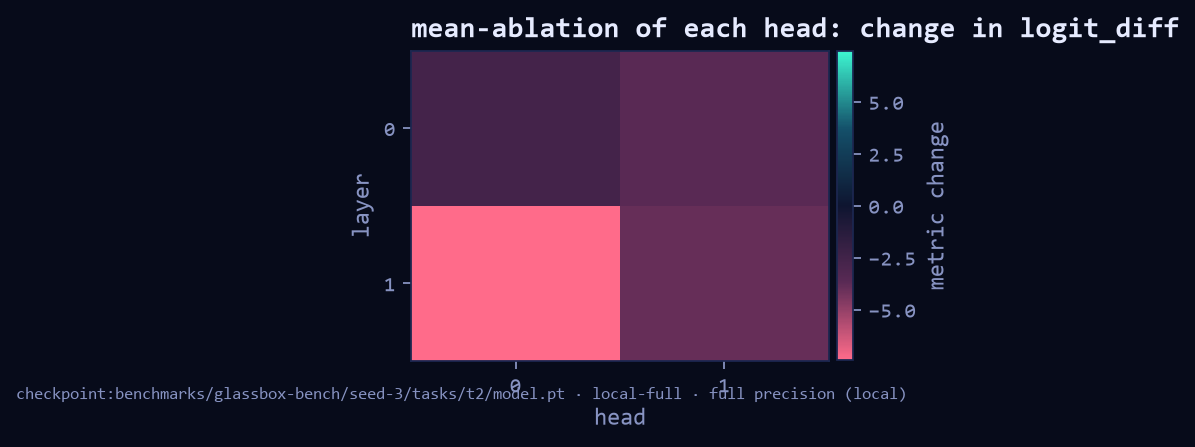 mean-ablation of each head: change in logit_diff
layer
0
1
5.0
2.5
0.0
−2.5
−5.0
metric change
0
1
checkpoint:benchmarks/glassbox-bench/seed-3/tasks/t2/model.pt · local-full · full precision (local)
head